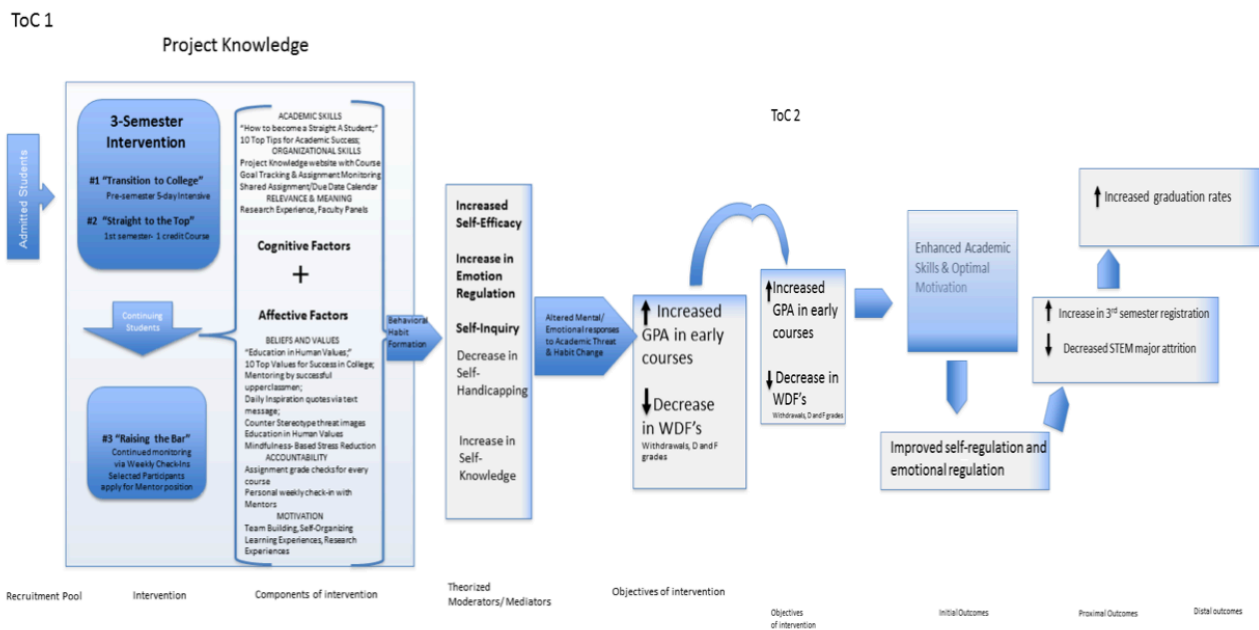 ToC 1
Project Knowledge
Admitted Students
3-Semester
Intervention
#1 “Transition to College”
Pre-semester 5-day Intensive
#2 “Straight to the Top”
1st semester- 1 credit Course
Continuing
Students
#3 “Raising the Bar”
Continued monitoring
via Weekly Check-Ins
Selected Participants
apply for Mentor position
ACADEMIC SKILLS
“How to become a Straight A Student;”
10 Top Tips for Academic Success;
ORGANIZATIONAL SKILLS
Project Knowledge website with Course
Goal Tracking & Assignment Monitoring
Shared Assignment/Due Date Calendar
RELEVANCE & MEANING
Research Experience, Faculty Panels
Cognitive Factors
+
Affective Factors
BELIEFS AND VALUES
“Education in Human Values;”
10 Top Values for Success in College;
Mentoring by successful
upperclassmen;
Daily Inspiration quotes via text
message;
Counter Stereotype threat images
Education in Human Values
Mindfulness- Based Stress Reduction
ACCOUNTABILITY
Assignment grade checks for every
course
Personal weekly check-in with
Mentors
MOTIVATION
Team Building, Self-Organizing
Learning Experiences, Research
Experiences
Behavioral
Habit
Formation
Increased
Self-Efficacy
Increase in
Emotion
Regulation
Self-Inquiry
Decrease in
Self-
Handicapping
Increase in
Self-
Knowledge
Altered Mental/
Emotional responses
to Academic Threat
& Habit Change
Increased
GPA in early
courses
Decrease
in WDF’s
Withdrawals, D and F
grades
ToC 2
Increased
GPA in early
courses
Decrease in
WDF’s
Withdrawals, D and F grades
Enhanced Academic
Skills & Optimal
Motivation
Improved self-regulation and
emotional regulation
Increase in 3rd semester registration
Decreased STEM major attrition
Increased graduation rates
Recruitment Pool
Intervention
Components of intervention
Theorized
Moderators/ Mediators
Objectives of intervention
Objectives
of intervention
Initial Outcomes
Proximal Outcomes
Distal outcomes